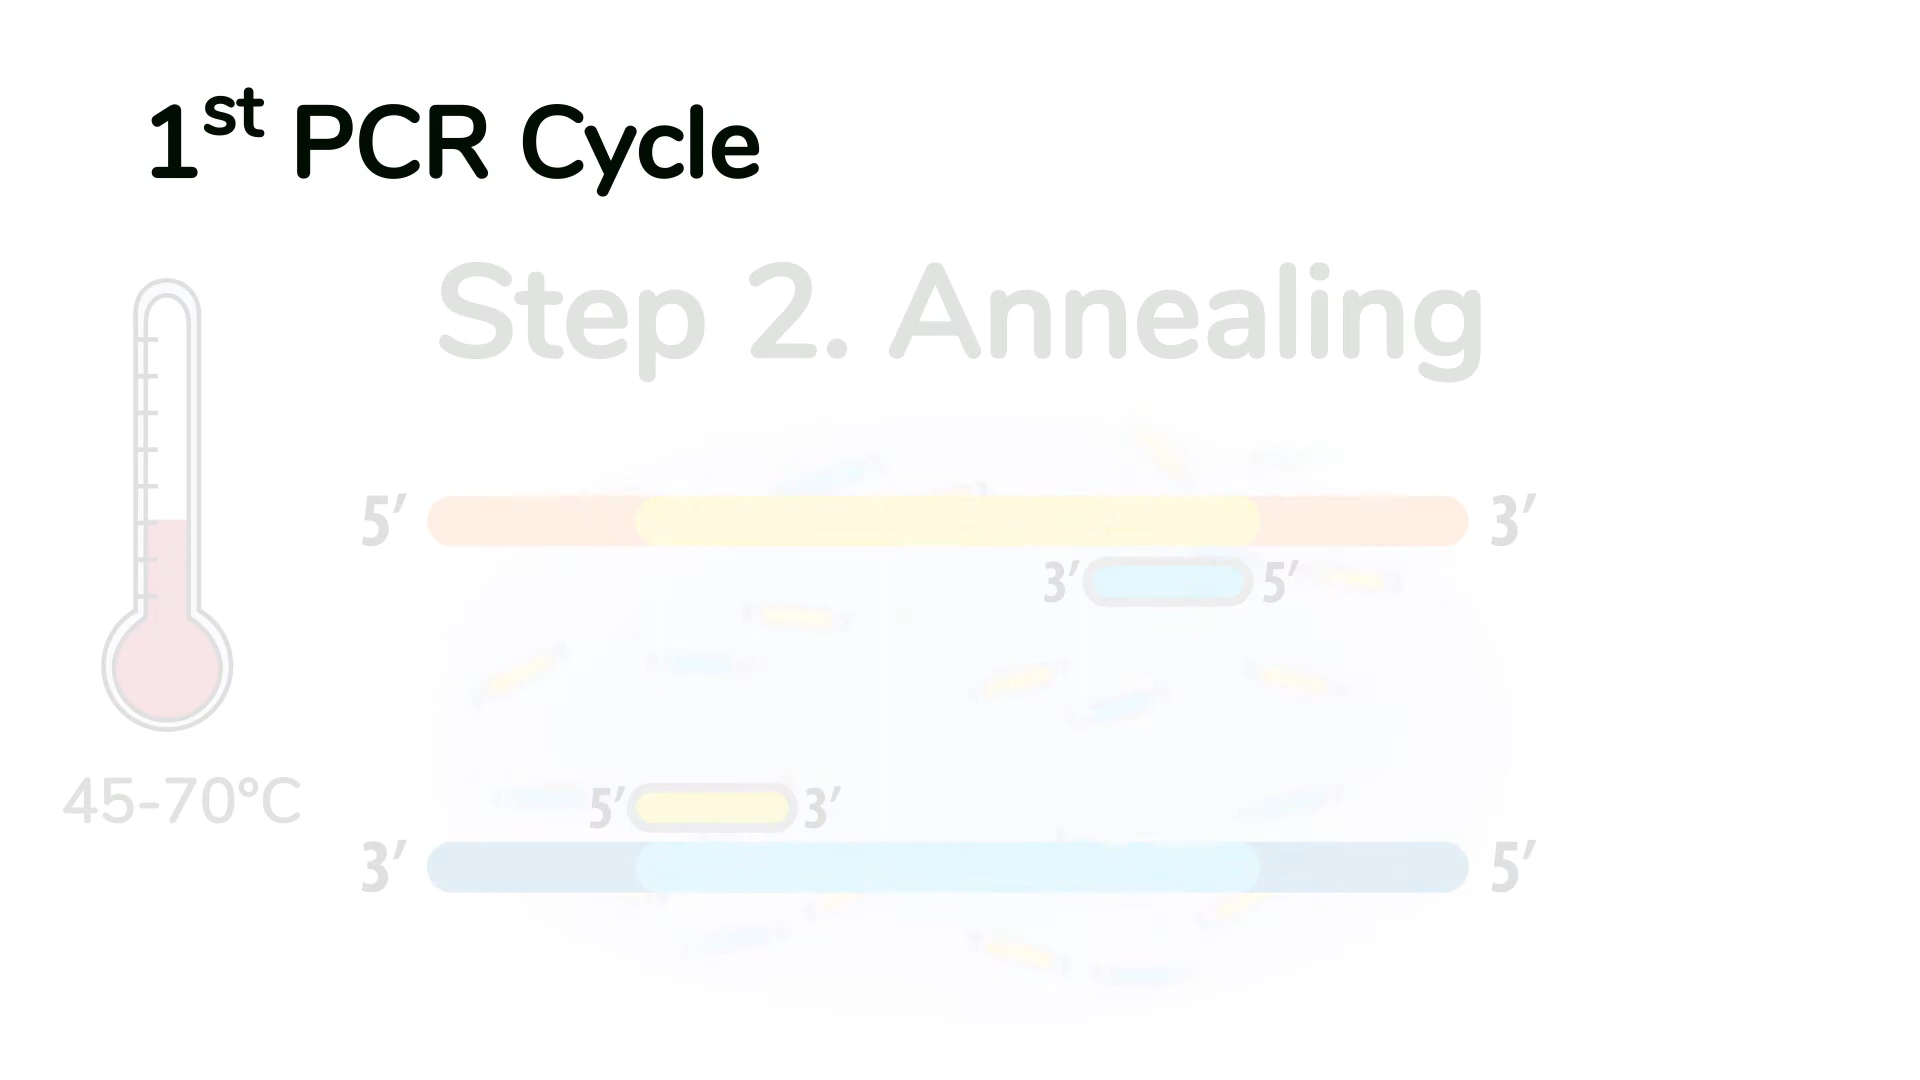 1st PCR Cycle
Step 2. Annealing
5′ 3′
3′ 5′
45-70°C
5′ 3′
3′ 5′